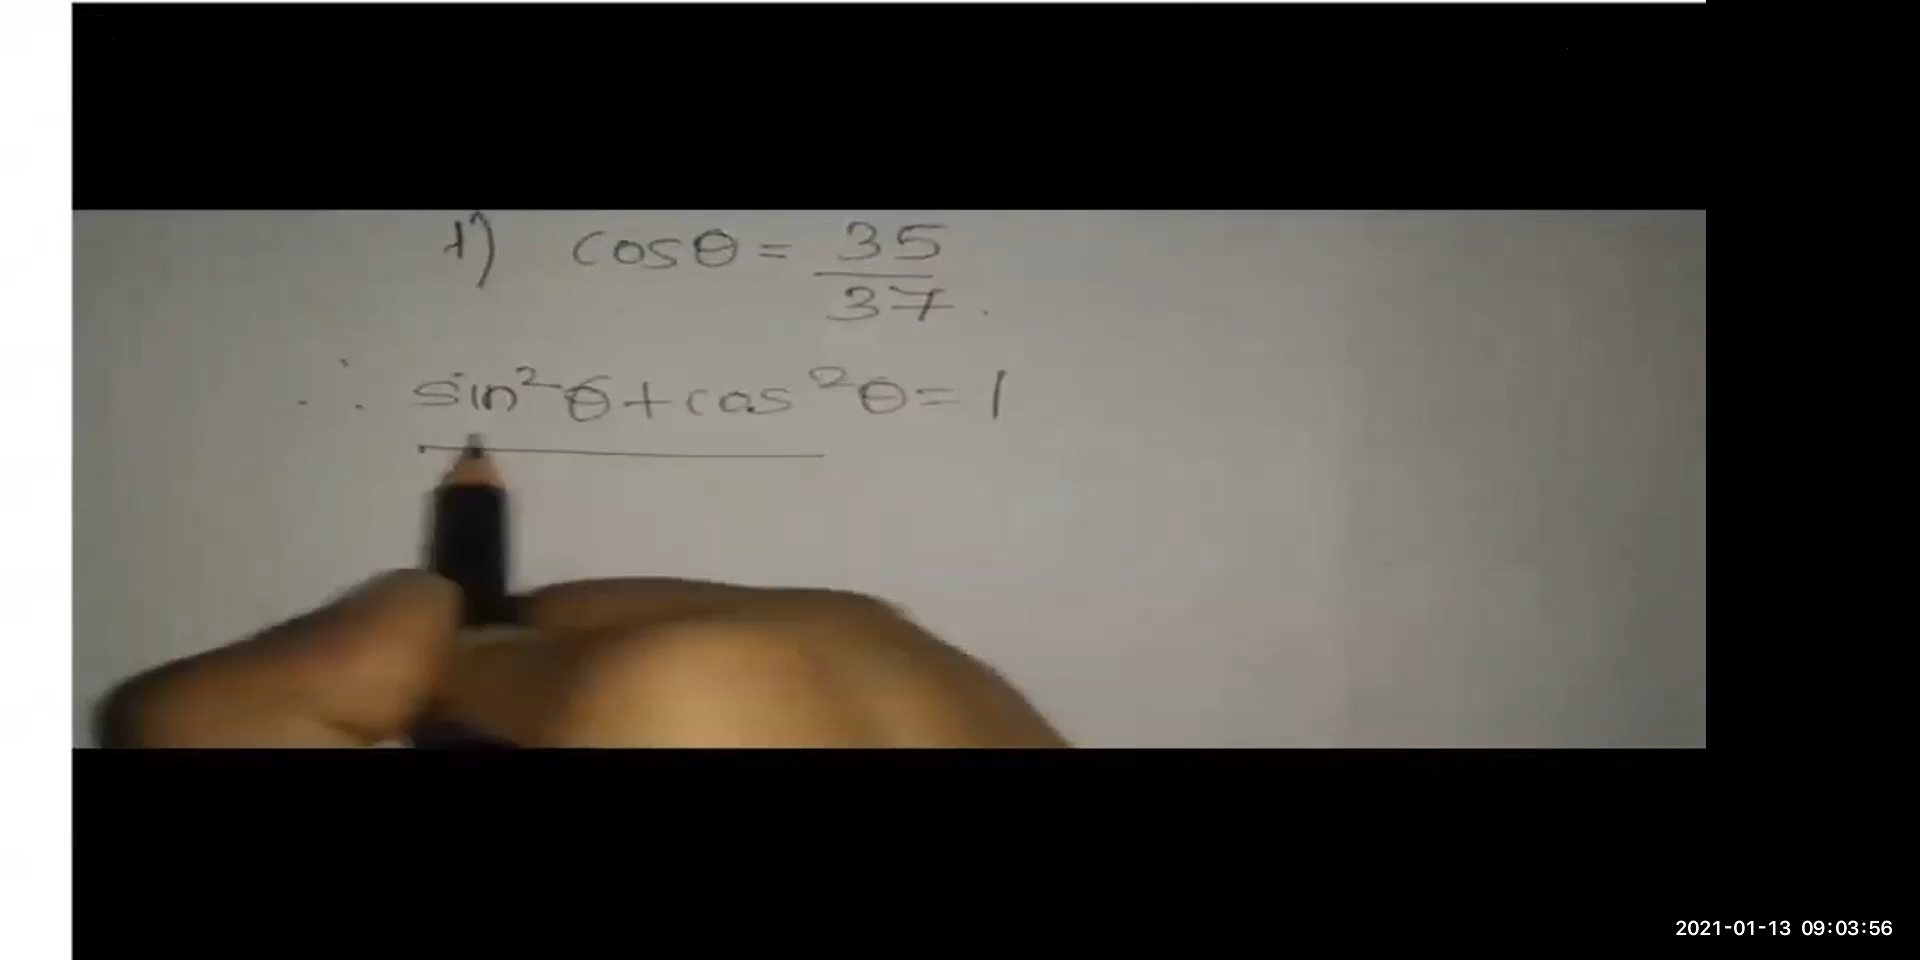 1) cosθ = 35/37.
∴ sin²θ + cos²θ = 1
2021-01-13 09:03:56